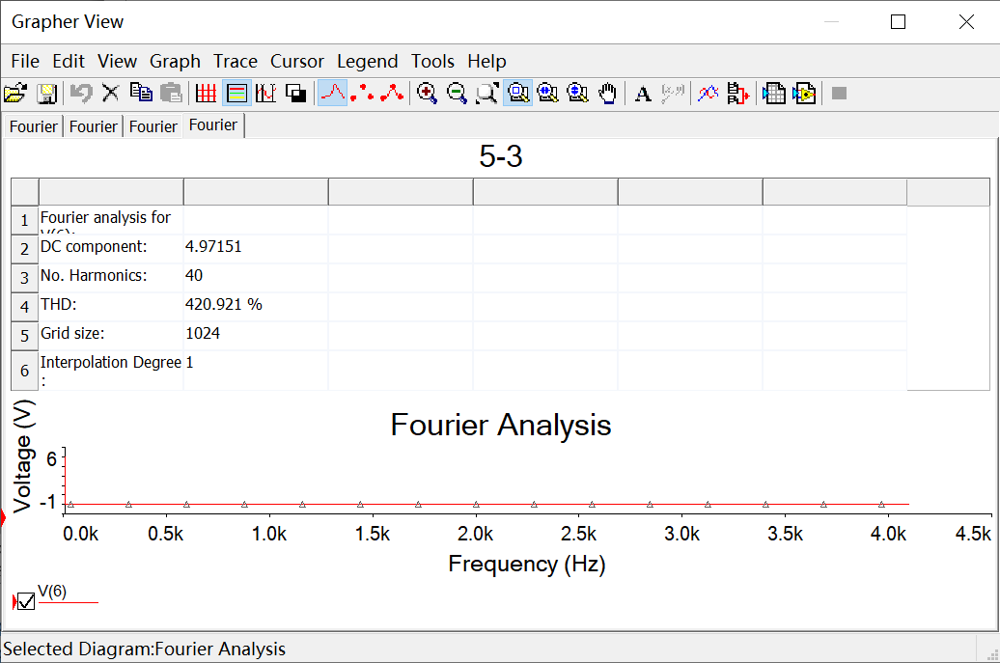 Grapher View
File Edit View Graph Trace Cursor Legend Tools Help
A
Fourier Fourier Fourier Fourier
5-3
1 Fourier analysis for V(6):
2 DC component: 4.97151
3 No. Harmonics: 40
4 THD: 420.921 %
5 Grid size: 1024
6 Interpolation Degree 1
:
Fourier Analysis
Voltage (V)
6
-1
0.0k 0.5k 1.0k 1.5k 2.0k 2.5k 3.0k 3.5k 4.0k 4.5k
Frequency (Hz)
V(6)
Selected Diagram:Fourier Analysis